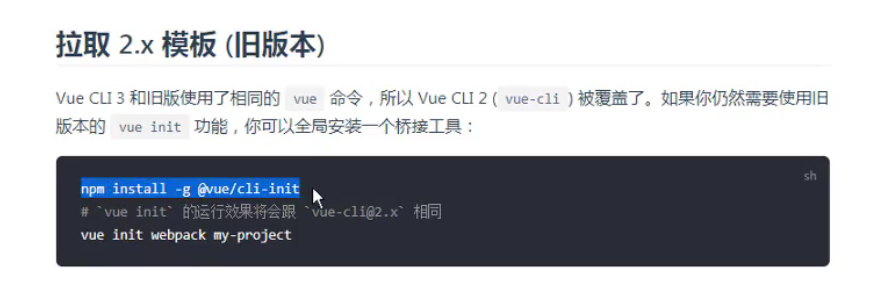 拉取 2.x 模板 (旧版本)
Vue CLI 3 和旧版使用了相同的 vue 命令，所以 Vue CLI 2 (vue-cli) 被覆盖了。如果你仍然需要使用旧
版本的 vue init 功能，你可以全局安装一个桥接工具：
sh
npm install -g @vue/cli-init
# `vue init` 的运行效果将会跟 `vue-cli@2.x` 相同
vue init webpack my-project